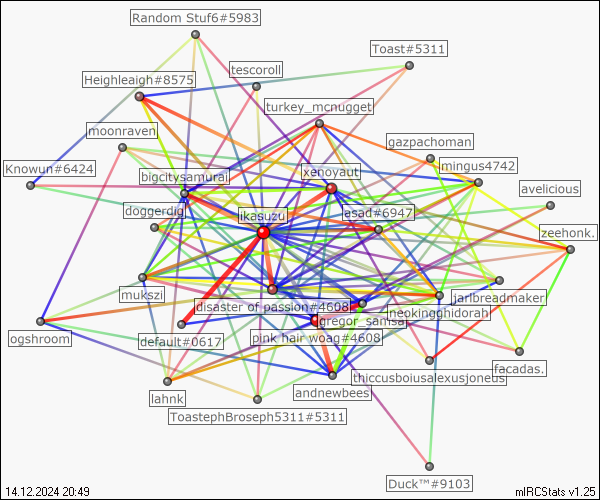 Random Stuf6#5983
Toast#5311
tescoroll
Heighleaigh#8575
turkey_mcnugget
moonraven
gazpachoman
mingus4742
Knowun#6424
bigcitysamurai
xenoyaut
avelicious
doggerdig
ikasuzu
esad#6947
zeehonk.
mukszi
disaster of passion#4608
jarlbreadmaker
neokingghidorah
gregor_samsa
ogshroom
default#0617
pink hair woag#4608
facadas.
thiccusboiusalexusjoneus
lahnk
andnewbees
ToastephBroseph5311#5311
Duck™#9103
14.12.2024 20:49
mIRCStats v1.25